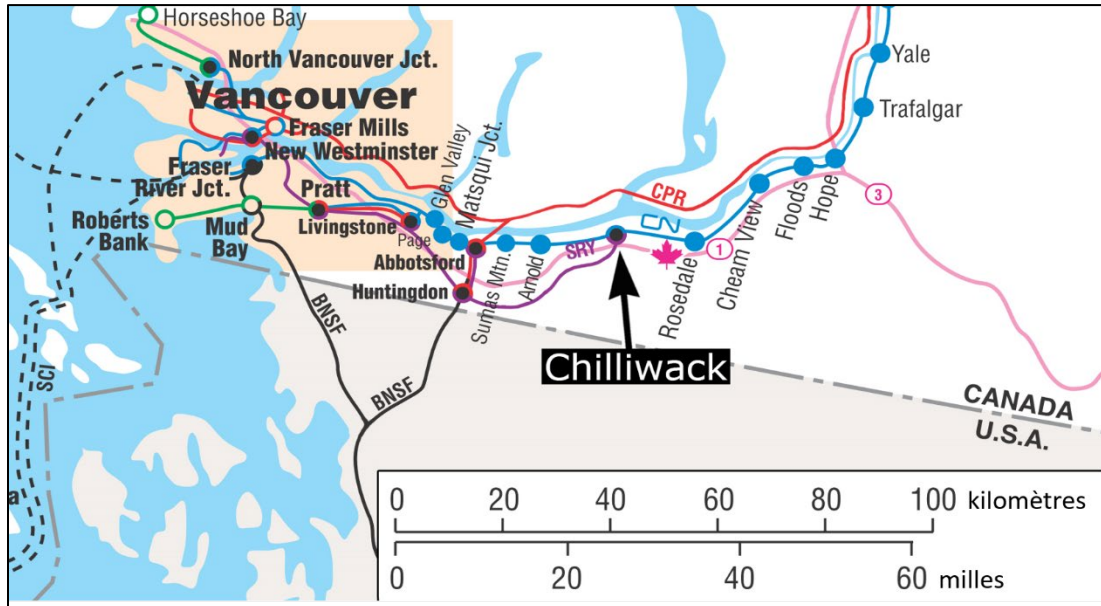 Horseshoe Bay
North Vancouver Jct.
Vancouver
Fraser Mills
New Westminster
Fraser
River Jct.
Pratt
Livingstone
Roberts
Bank
Mud
Bay
Page
Glen Valley
Matsqui Jct.
Abbotsford
Huntingdon
Sumas Mtn.
Arnold
SRY
CPR
CN
Chilliwack
Rosedale
1
Cheam View
Floods
Hope
3
Trafalgar
Yale
BNSF
BNSF
SCI
a
CANADA
U.S.A.
0 20 40 60 80 100 kilomètres
0 20 40 60 milles